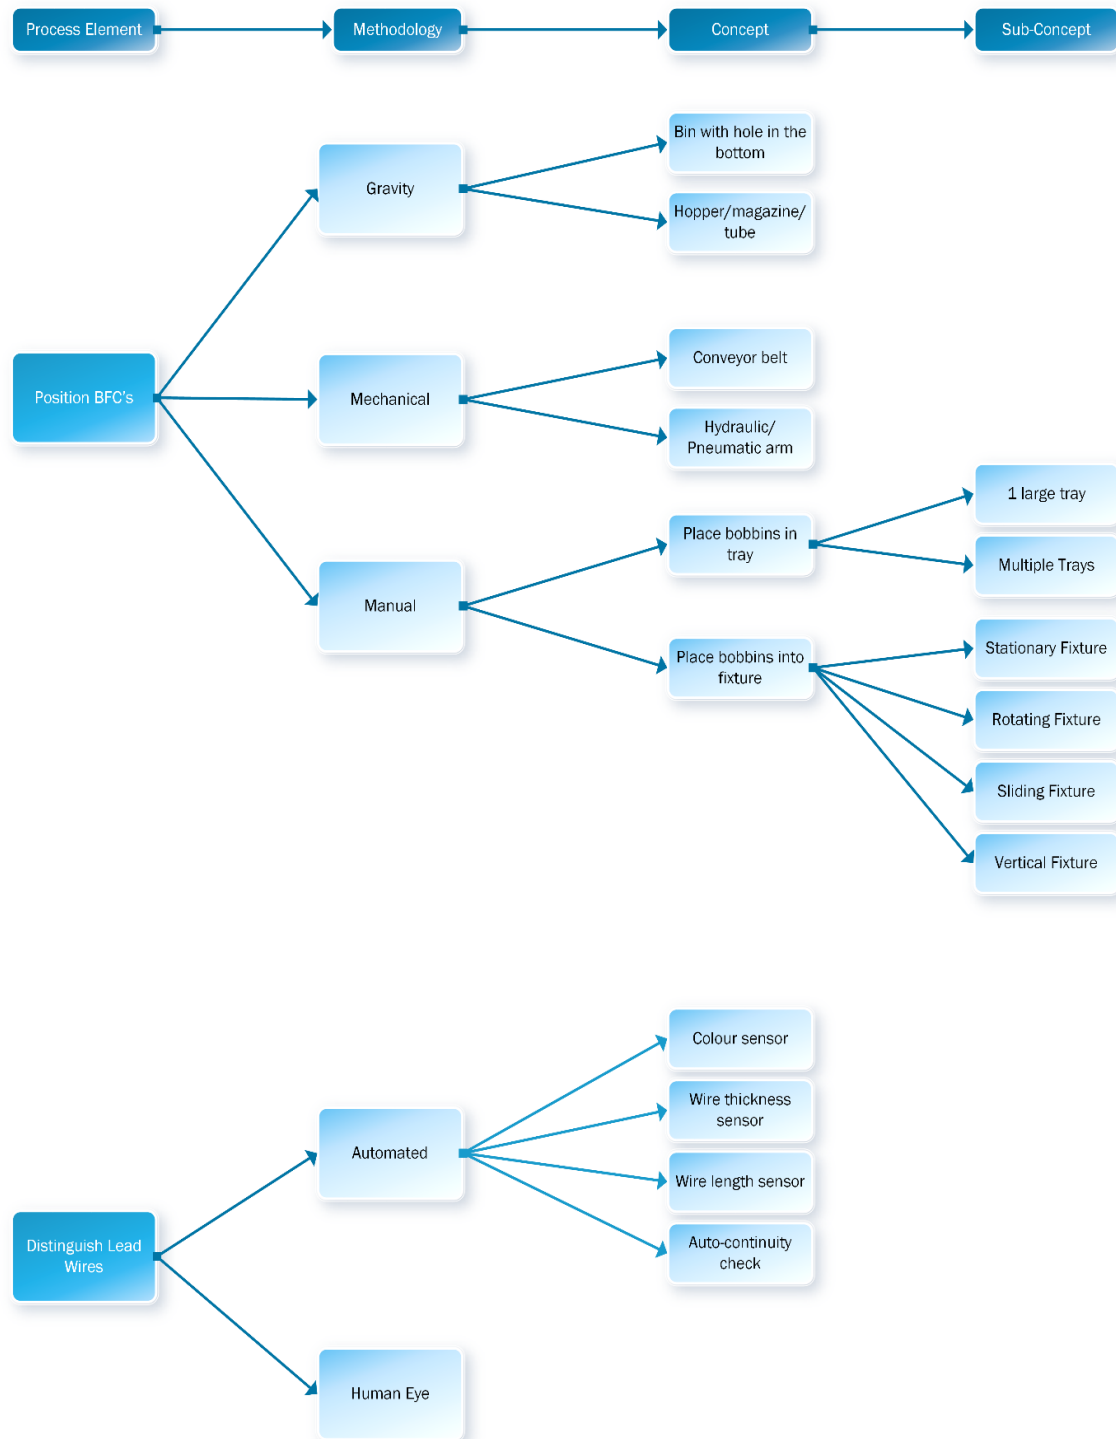 Process Element
Methodology
Concept
Sub-Concept
Bin with hole in the
bottom
Gravity
Hopper/magazine/
tube
Conveyor belt
Position BFC's
Mechanical
Hydraulic/
Pneumatic arm
1 large tray
Place bobbins in
tray
Multiple Trays
Manual
Stationary Fixture
Place bobbins into
fixture
Rotating Fixture
Sliding Fixture
Vertical Fixture
Colour sensor
Wire thickness
sensor
Automated
Wire length sensor
Distinguish Lead
Wires
Auto-continuity
check
Human Eye